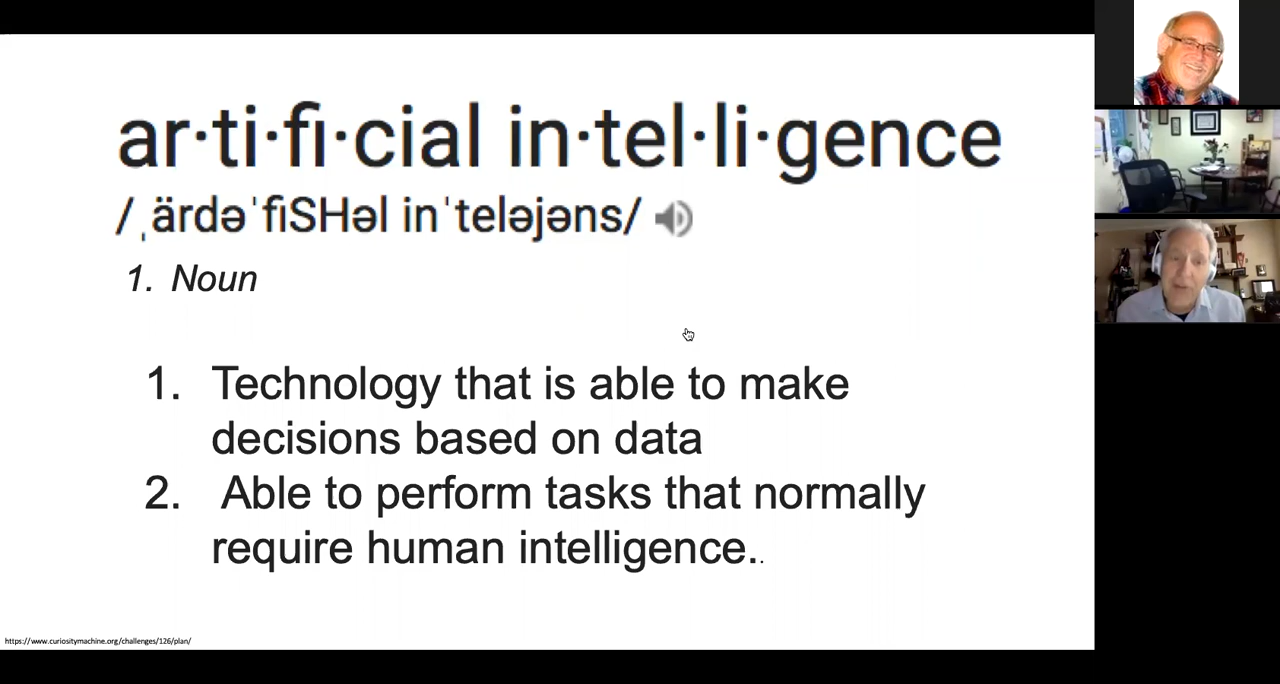 ar·ti·fi·cial in·tel·li·gence
/ˌärdəˈfiSHəl inˈteləjəns/
1. Noun
1. Technology that is able to make
decisions based on data
2. Able to perform tasks that normally
require human intelligence..
https://www.curiositymachine.org/challenges/126/plan/